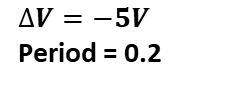 ΔV = −5V
Period = 0.2